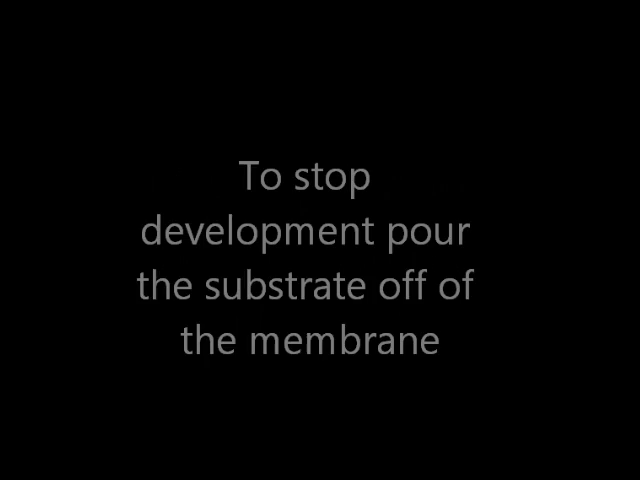 To stop
development pour
the substrate off of
the membrane